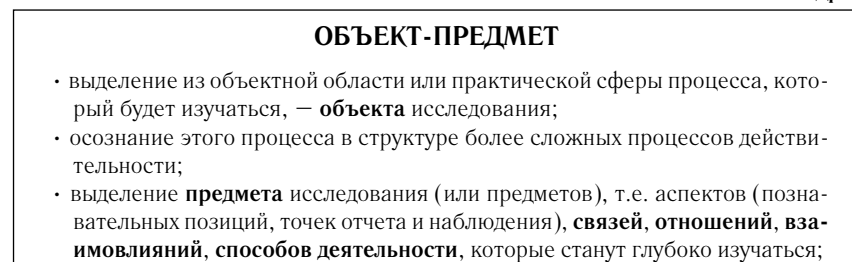 ОБЪЕКТ-ПРЕДМЕТ
· выделение из объектной области или практической сферы процесса, кото-
рый будет изучаться, — объекта исследования;
· осознание этого процесса в структуре более сложных процессов действи-
тельности;
· выделение предмета исследования (или предметов), т.е. аспектов (позна-
вательных позиций, точек отчета и наблюдения), связей, отношений, вза-
имовлияний, способов деятельности, которые станут глубоко изучаться;